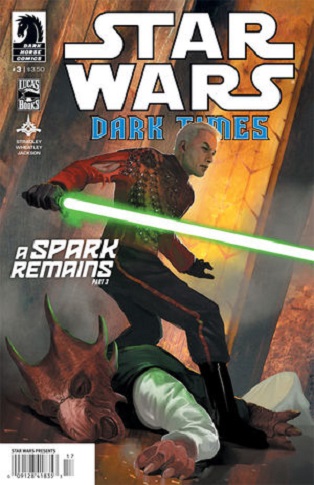 DARK
HORSE
COMICS
#3 | $3.50
LUCAS
BOOKS
STRADLEY
WHEATLEY
JACKSON
STAR
WARS
DARK TIMES
A SPARK
REMAINS
PART 3
STAR WARS: PRESENTS
17